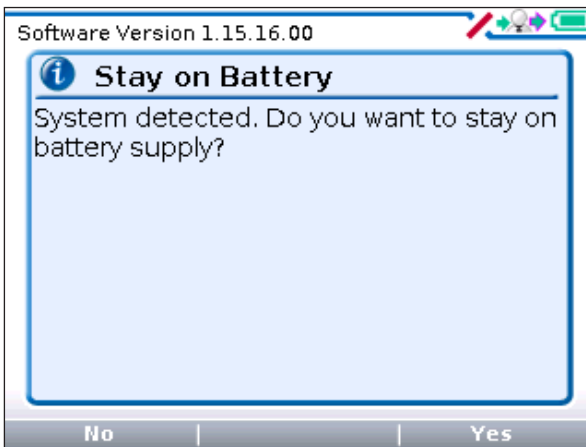 Software Version 1.15.16.00
i Stay on Battery
System detected. Do you want to stay on
battery supply?
No | | Yes